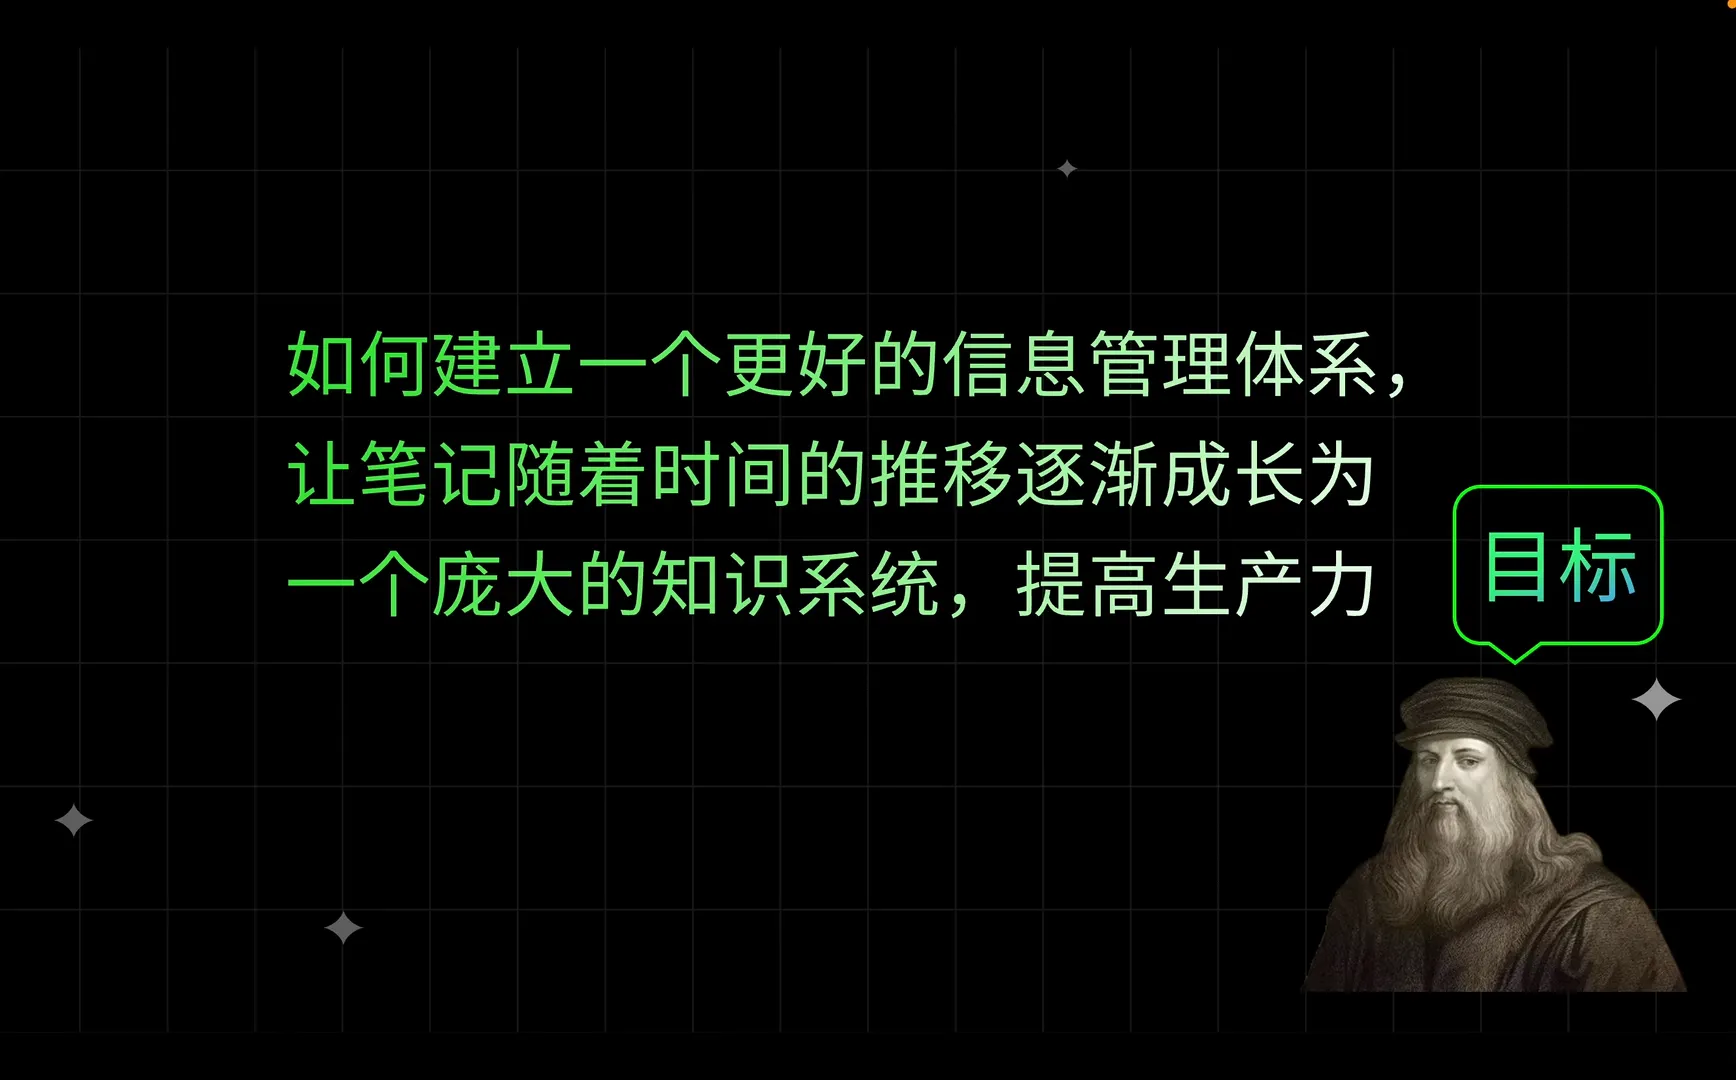 如何建立一个更好的信息管理体系，
让笔记随着时间的推移逐渐成长为
一个庞大的知识系统，提高生产力
目标